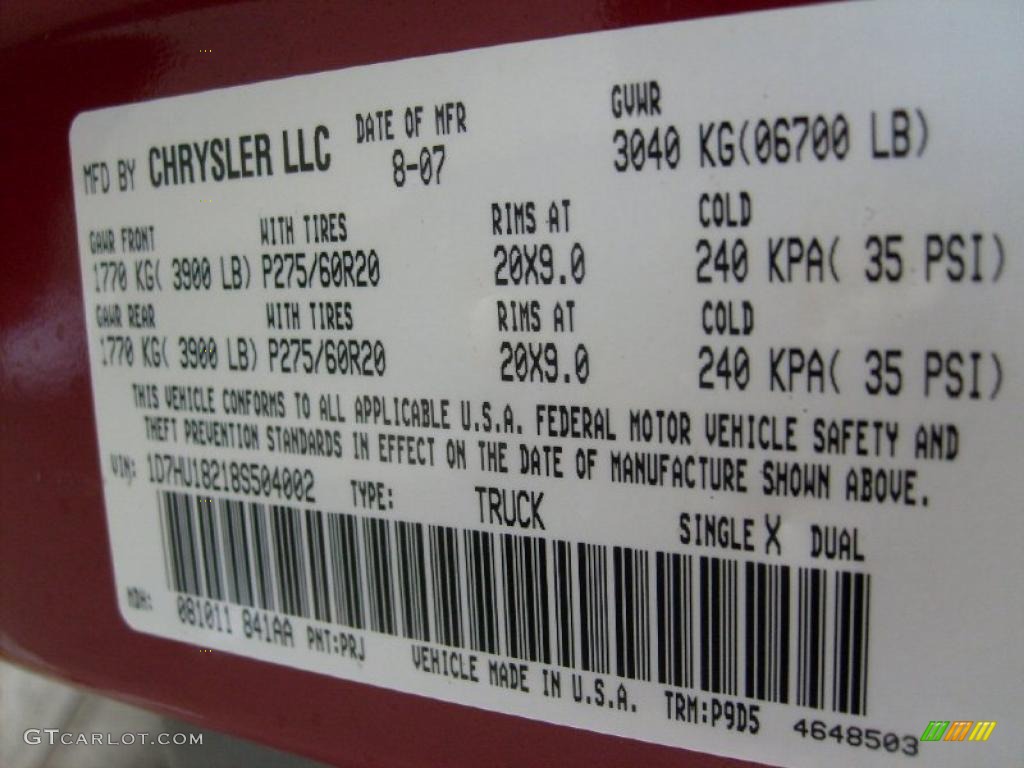 MFD BY CHRYSLER LLC DATE OF MFR GVWR
8-07 3040 KG(06700 LB)
GAWR FRONT WITH TIRES RIMS AT COLD
1770 KG( 3900 LB) P275/60R20 20X9.0 240 KPA( 35 PSI)
GAWR REAR WITH TIRES RIMS AT COLD
1770 KG( 3900 LB) P275/60R20 20X9.0 240 KPA( 35 PSI)
THIS VEHICLE CONFORMS TO ALL APPLICABLE U.S.A. FEDERAL MOTOR VEHICLE SAFETY AND
THEFT PREVENTION STANDARDS IN EFFECT ON THE DATE OF MANUFACTURE SHOWN ABOVE.
VIN: 1D7HU18218S504002 TYPE: TRUCK SINGLE X DUAL
MDH: 081011 841AA PNT:PRJ VEHICLE MADE IN U.S.A. TRM:P9D5 4648503
GTCARLOT.COM